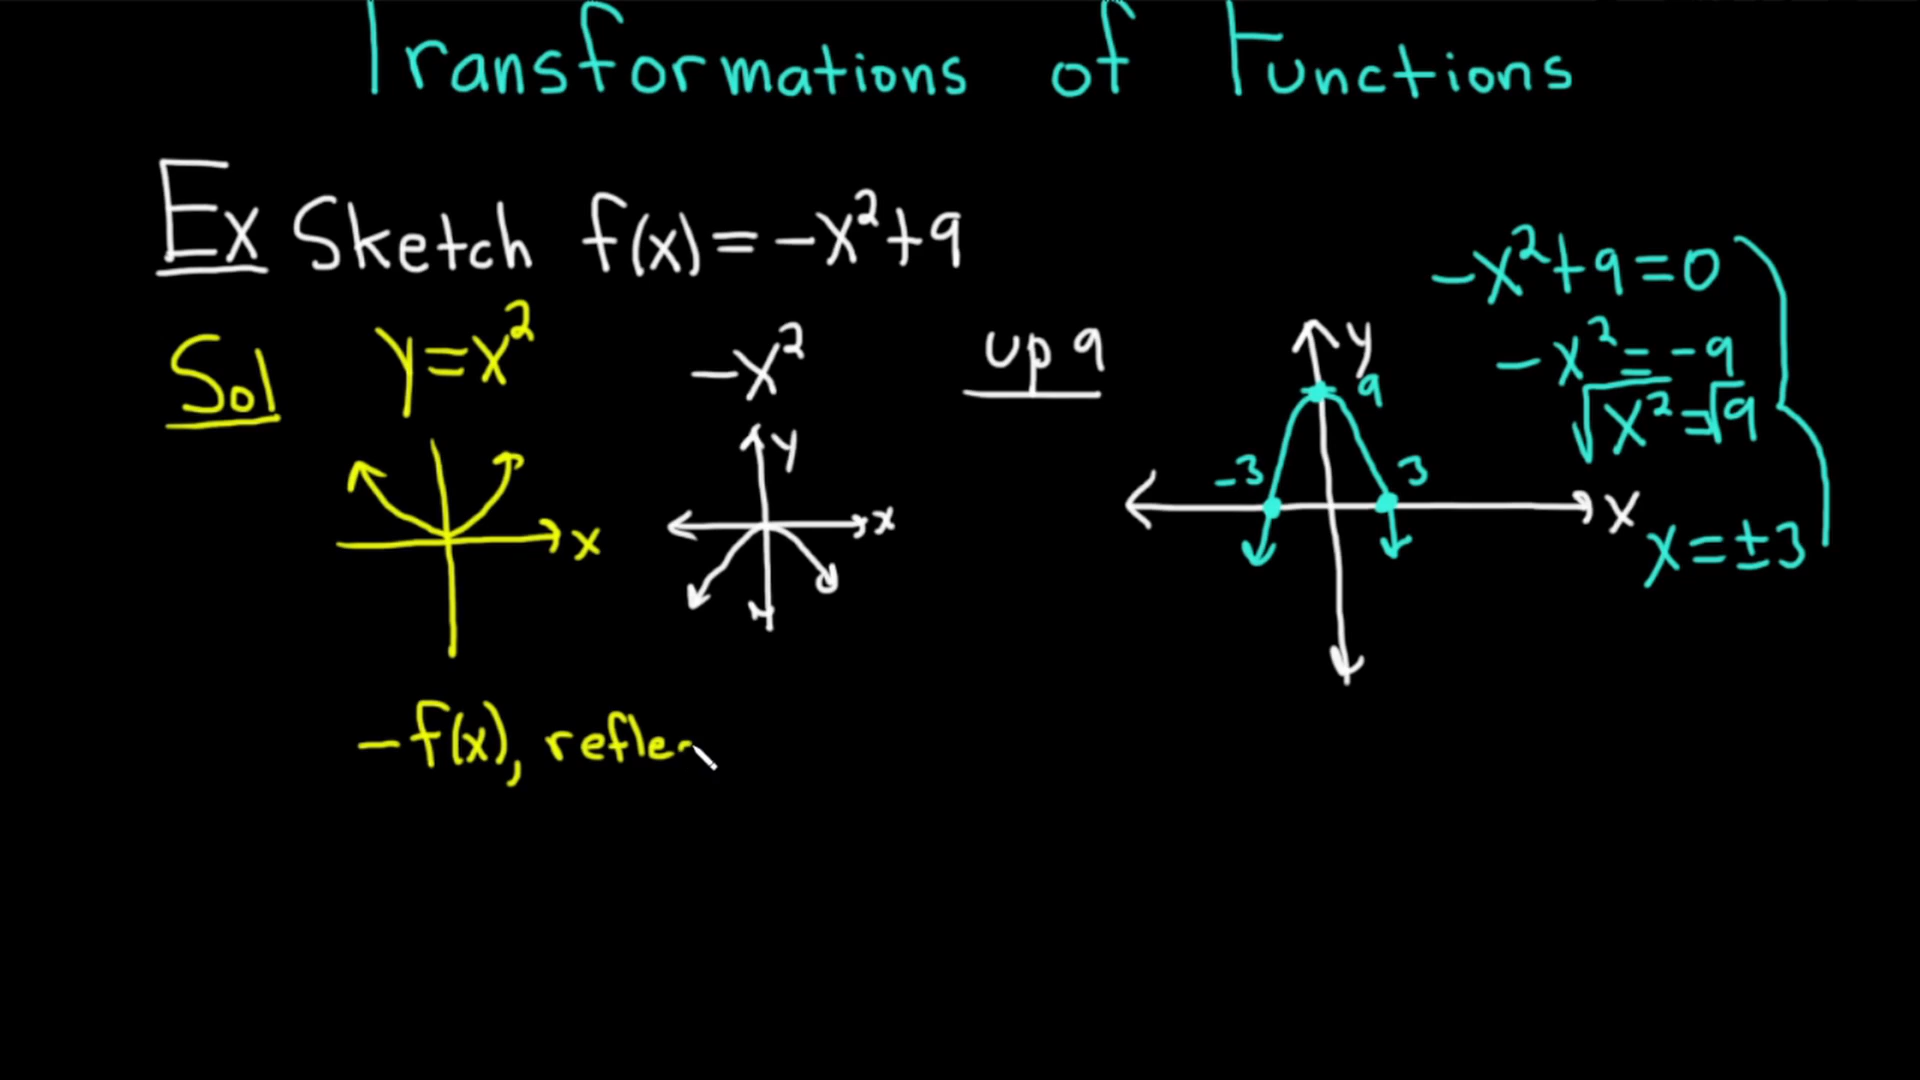 Transformations of Functions
Ex Sketch f(x) = -x²+9
Sol y=x²
-x²
up 9
x
y
x
y
9
-3
3
x
-x²+9=0
-x²=-9
√x²=√9
x=±3
-f(x), reflec